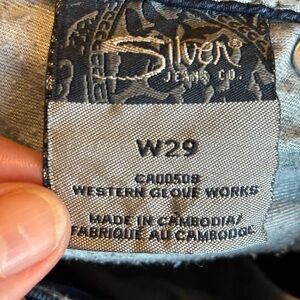 Silver
JEANS CO.
W29
CA00508
WESTERN GLOVE WORKS
MADE IN CAMBODIA/
FABRIQUÉ AU CAMBODGE